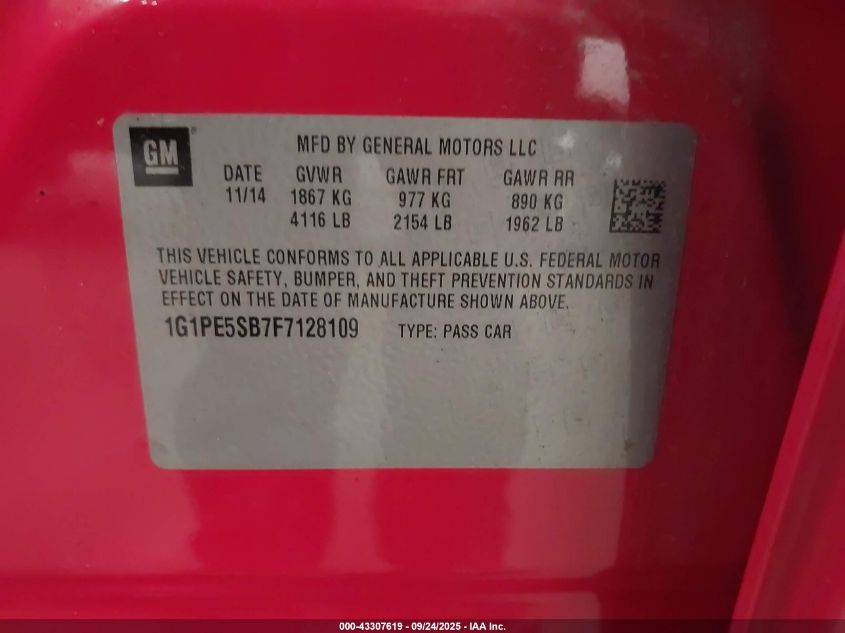 GM®
MFD BY GENERAL MOTORS LLC
DATE GVWR GAWR FRT GAWR RR
11/14 1867 KG 977 KG 890 KG
4116 LB 2154 LB 1962 LB
THIS VEHICLE CONFORMS TO ALL APPLICABLE U.S. FEDERAL MOTOR
VEHICLE SAFETY, BUMPER, AND THEFT PREVENTION STANDARDS IN
EFFECT ON THE DATE OF MANUFACTURE SHOWN ABOVE.
1G1PE5SB7F7128109 TYPE: PASS CAR
000-43307619 - 09/24/2025 - IAA Inc.